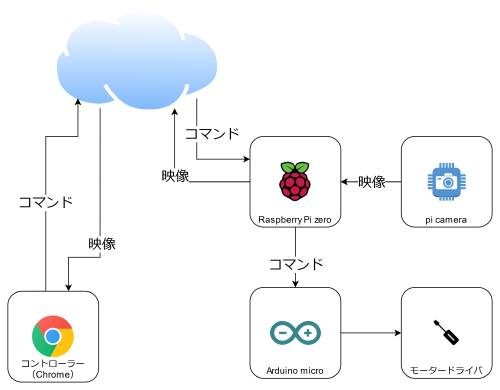 コマンド
映像
Raspberry Pi zero
映像
pi camera
コマンド
映像
コマンド
コントローラー
（Chrome）
Arduino micro
モータードライバ